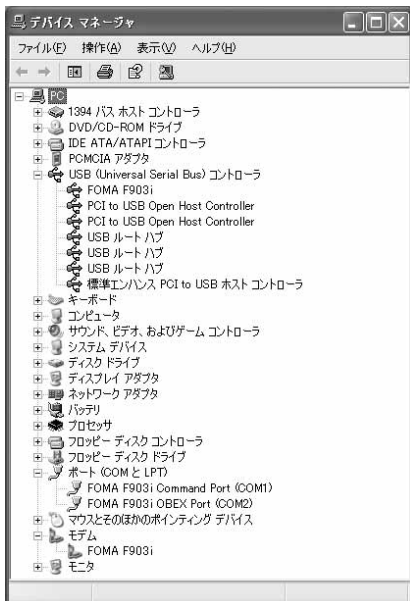 デバイス マネージャ
ファイル(F) 操作(A) 表示(V) ヘルプ(H)
PC
1394 バス ホスト コントローラ
DVD/CD-ROM ドライブ
IDE ATA/ATAPI コントローラ
PCMCIA アダプタ
USB (Universal Serial Bus) コントローラ
FOMA F903i
PCI to USB Open Host Controller
PCI to USB Open Host Controller
USB ルート ハブ
USB ルート ハブ
USB ルート ハブ
標準エンハンス PCI to USB ホスト コントローラ
キーボード
コンピュータ
サウンド、ビデオ、およびゲーム コントローラ
システム デバイス
ディスク ドライブ
ディスプレイ アダプタ
ネットワーク アダプタ
バッテリ
プロセッサ
フロッピー ディスク コントローラ
フロッピー ディスク ドライブ
ポート (COM と LPT)
FOMA F903i Command Port (COM1)
FOMA F903i OBEX Port (COM2)
マウスとそのほかのポインティング デバイス
モデム
FOMA F903i
モニタ